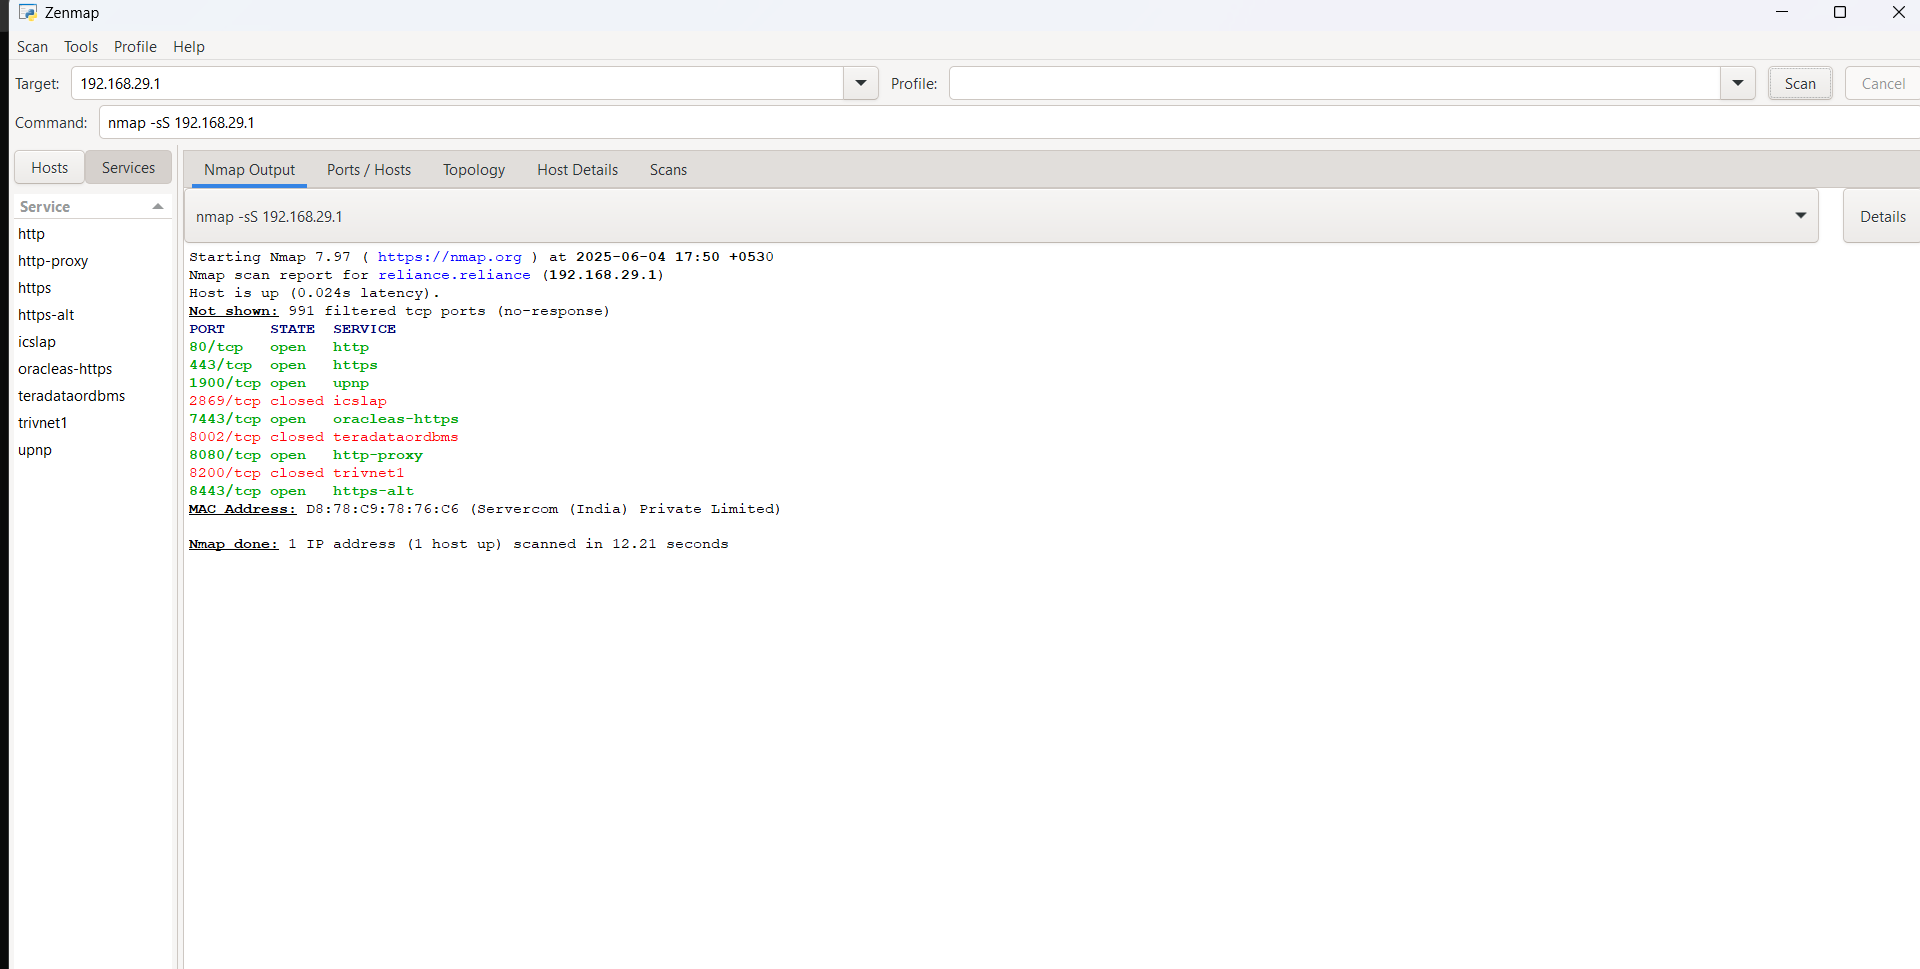 Zenmap
Scan Tools Profile Help
Target: 192.168.29.1 Profile: Scan Cancel
Command: nmap -sS 192.168.29.1
Hosts Services
Service
http
http-proxy
https
https-alt
icslap
oracleas-https
teradataordbms
trivnet1
upnp
Nmap Output Ports / Hosts Topology Host Details Scans
nmap -sS 192.168.29.1 Details
Starting Nmap 7.97 ( https://nmap.org ) at 2025-06-04 17:50 +0530
Nmap scan report for reliance.reliance (192.168.29.1)
Host is up (0.024s latency).
Not shown: 991 filtered tcp ports (no-response)
PORT STATE SERVICE
80/tcp open http
443/tcp open https
1900/tcp open upnp
2869/tcp closed icslap
7443/tcp open oracleas-https
8002/tcp closed teradataordbms
8080/tcp open http-proxy
8200/tcp closed trivnet1
8443/tcp open https-alt
MAC Address: D8:78:C9:78:76:C6 (Servercom (India) Private Limited)
Nmap done: 1 IP address (1 host up) scanned in 12.21 seconds